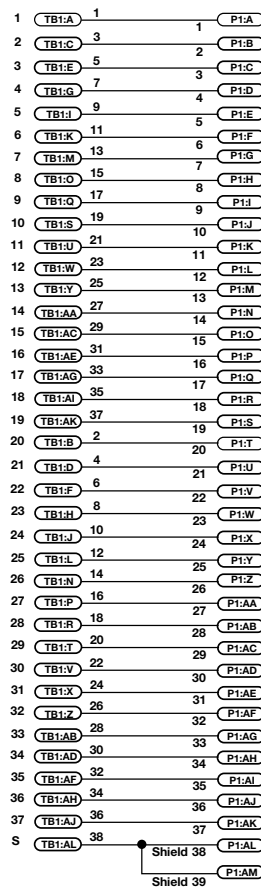 1 TB1:A 1 1 P1:A
2 TB1:C 3 2 P1:B
3 TB1:E 5 3 P1:C
4 TB1:G 7 4 P1:D
5 TB1:I 9 5 P1:E
6 TB1:K 11 6 P1:F
7 TB1:M 13 7 P1:G
8 TB1:O 15 8 P1:H
9 TB1:Q 17 9 P1:I
10 TB1:S 19 10 P1:J
11 TB1:U 21 11 P1:K
12 TB1:W 23 12 P1:L
13 TB1:Y 25 13 P1:M
14 TB1:AA 27 14 P1:N
15 TB1:AC 29 15 P1:O
16 TB1:AE 31 16 P1:P
17 TB1:AG 33 17 P1:Q
18 TB1:AI 35 18 P1:R
19 TB1:AK 37 19 P1:S
20 TB1:B 2 20 P1:T
21 TB1:D 4 21 P1:U
22 TB1:F 6 22 P1:V
23 TB1:H 8 23 P1:W
24 TB1:J 10 24 P1:X
25 TB1:L 12 25 P1:Y
26 TB1:N 14 26 P1:Z
27 TB1:P 16 27 P1:AA
28 TB1:R 18 28 P1:AB
29 TB1:T 20 29 P1:AC
30 TB1:V 22 30 P1:AD
31 TB1:X 24 31 P1:AE
32 TB1:Z 26 32 P1:AF
33 TB1:AB 28 33 P1:AG
34 TB1:AD 30 34 P1:AH
35 TB1:AF 32 35 P1:AI
36 TB1:AH 34 36 P1:AJ
37 TB1:AJ 36 37 P1:AK
S TB1:AL 38 Shield 38 P1:AL
Shield 39 P1:AM